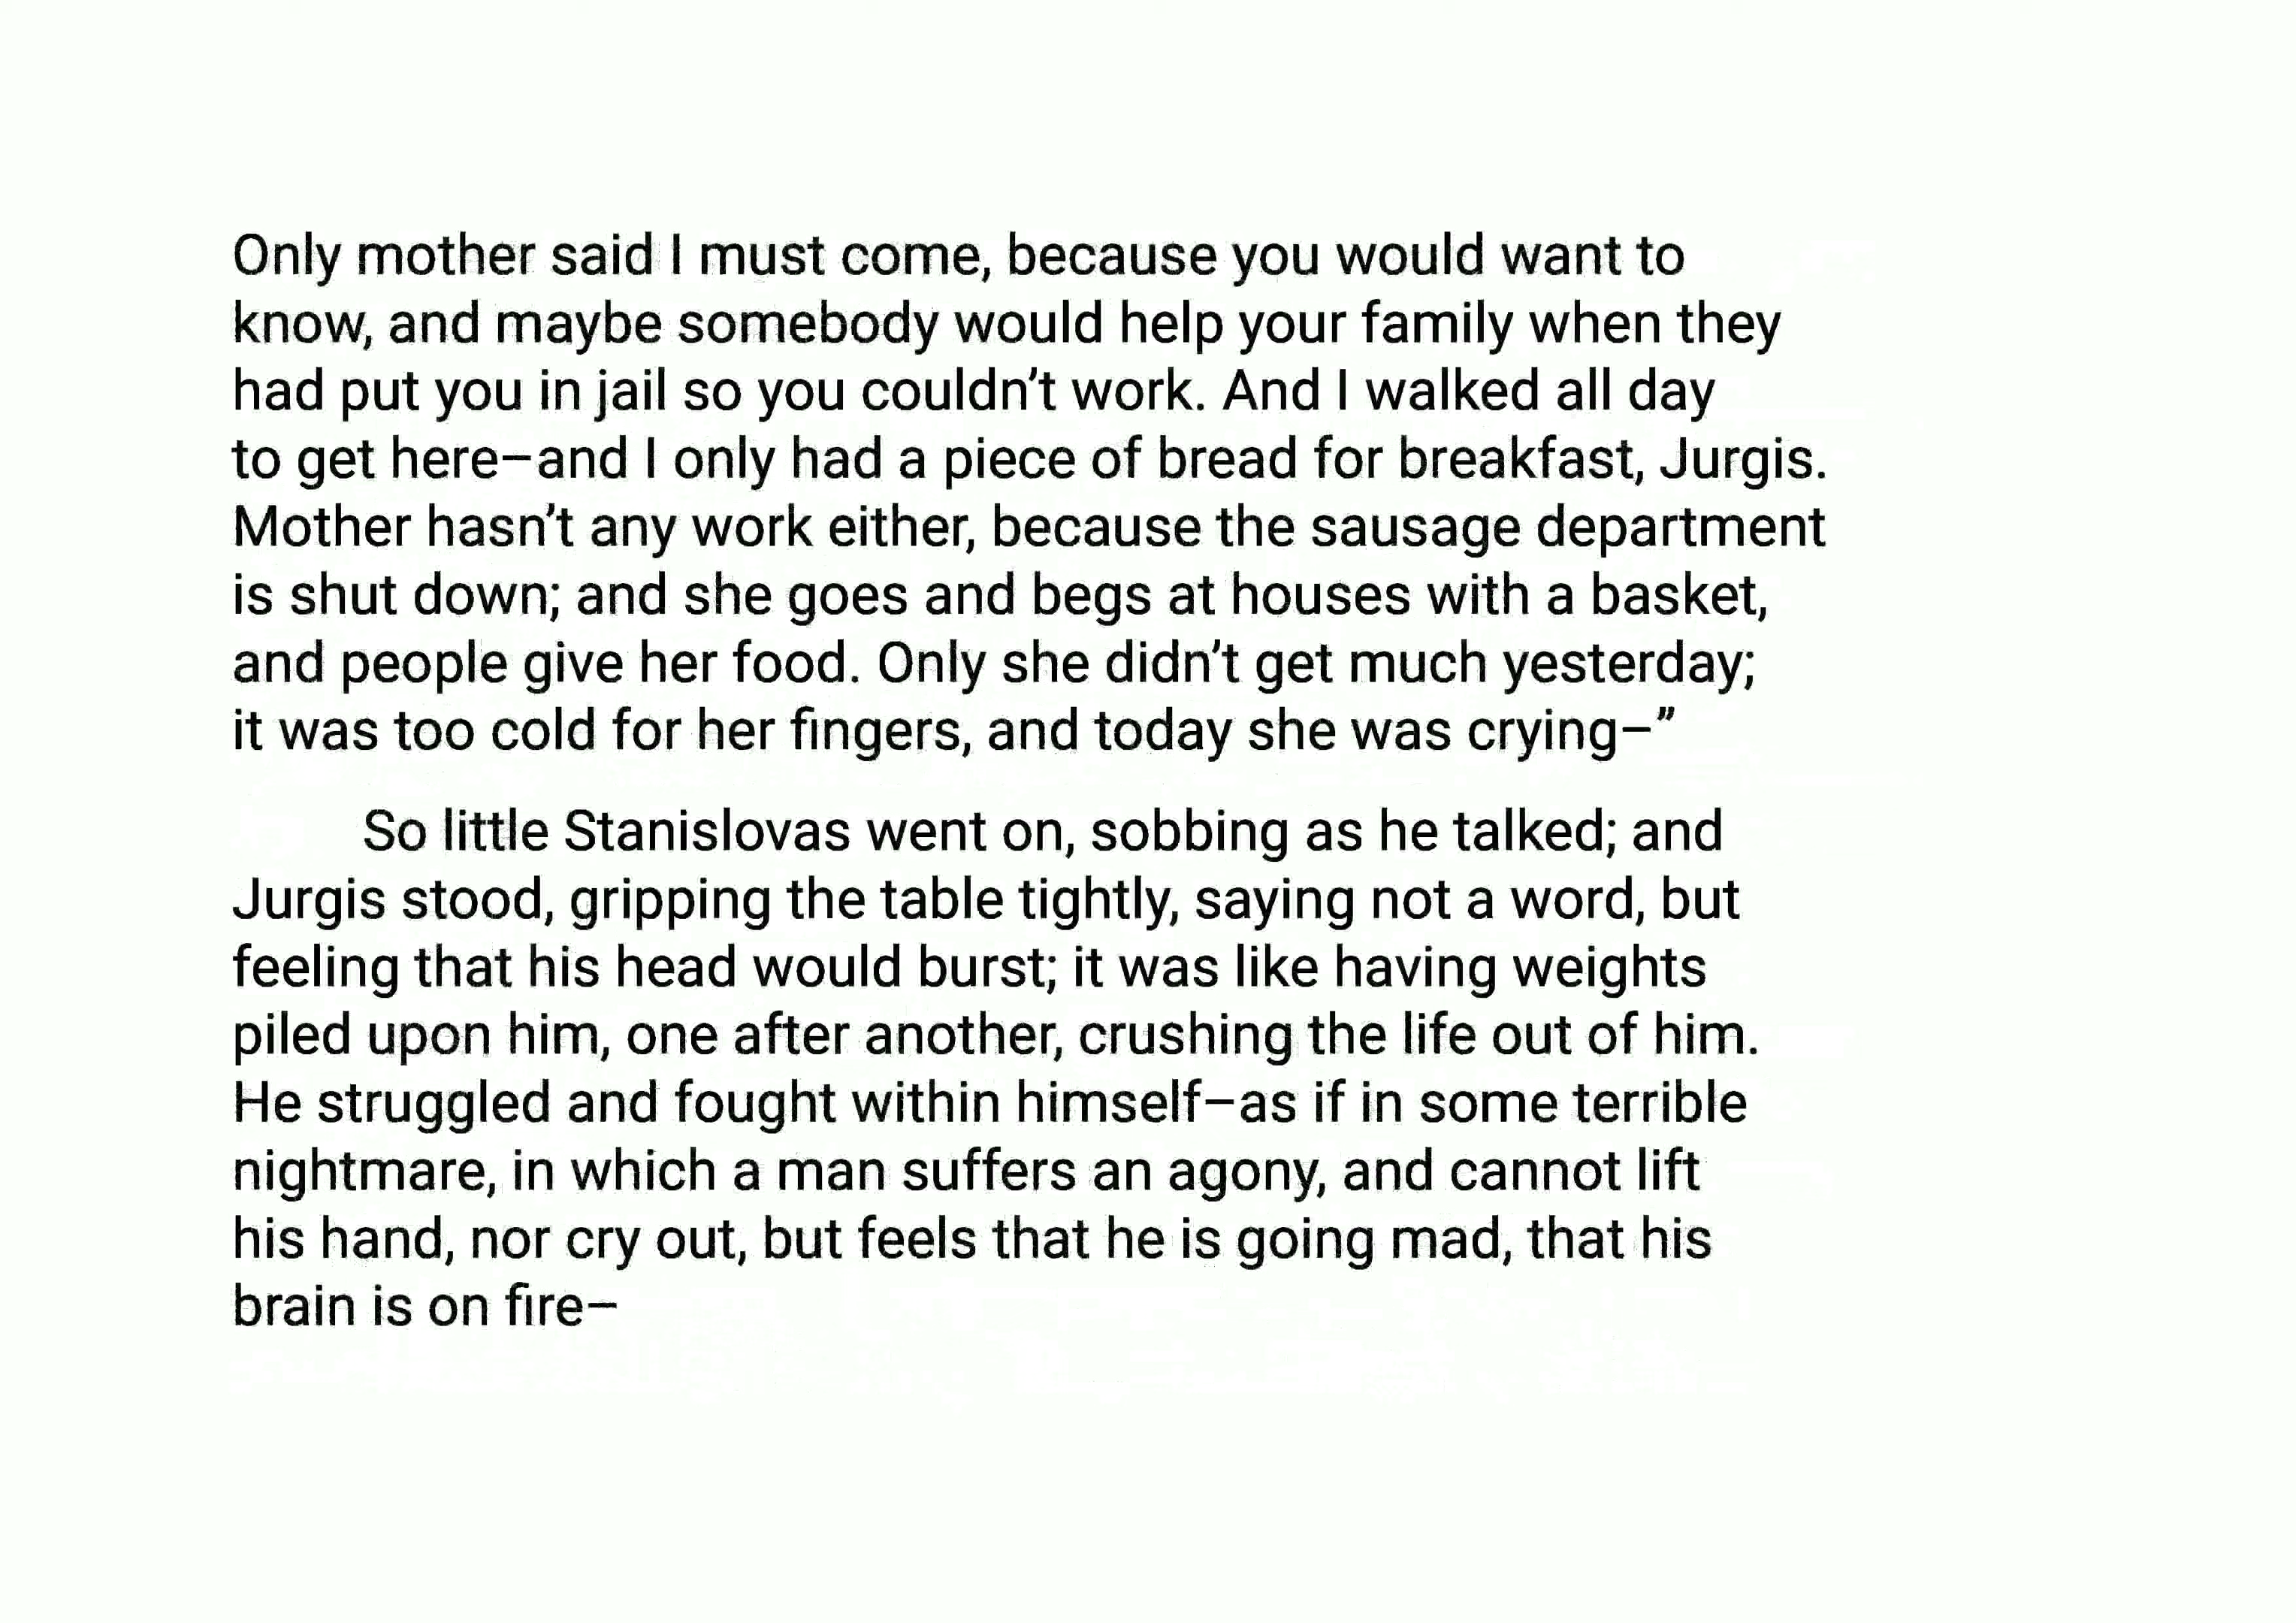 Only mother said I must come, because you would want to
know, and maybe somebody would help your family when they
had put you in jail so you couldn’t work. And I walked all day
to get here–and I only had a piece of bread for breakfast, Jurgis.
Mother hasn’t any work either, because the sausage department
is shut down; and she goes and begs at houses with a basket,
and people give her food. Only she didn’t get much yesterday;
it was too cold for her fingers, and today she was crying–”
So little Stanislovas went on, sobbing as he talked; and
Jurgis stood, gripping the table tightly, saying not a word, but
feeling that his head would burst; it was like having weights
piled upon him, one after another, crushing the life out of him.
He struggled and fought within himself–as if in some terrible
nightmare, in which a man suffers an agony, and cannot lift
his hand, nor cry out, but feels that he is going mad, that his
brain is on fire–